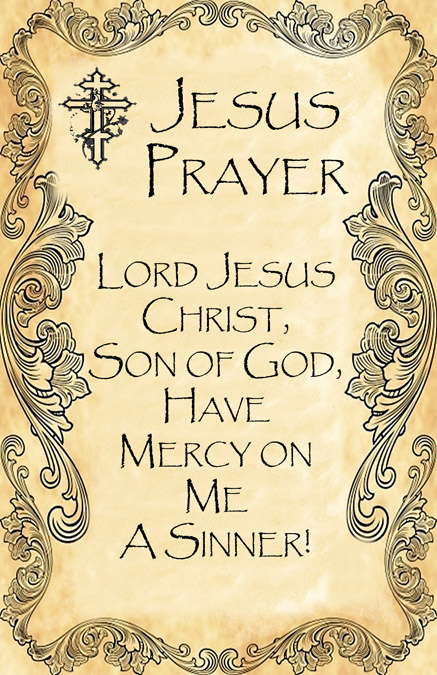 JESUS
PRAYER
LORD JESUS
CHRIST,
SON OF GOD,
HAVE
MERCY ON
ME
A SINNER!